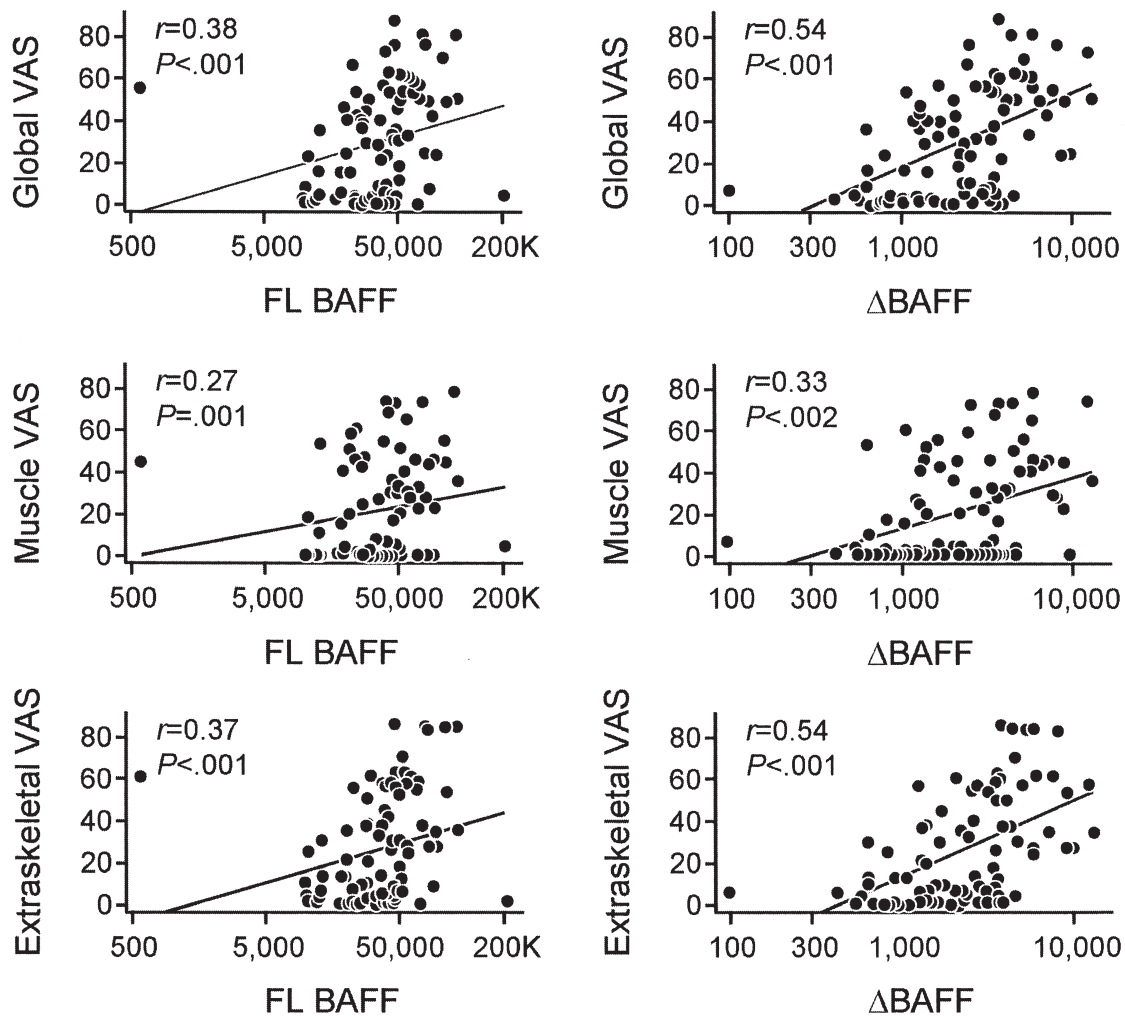 Global VAS
r=0.38
P<.001
80
60
40
20
0
500 5,000 50,000 200K
FL BAFF
Global VAS
r=0.54
P<.001
80
60
40
20
0
100 300 1,000 10,000
ΔBAFF
Muscle VAS
r=0.27
P=.001
80
60
40
20
0
500 5,000 50,000 200K
FL BAFF
Muscle VAS
r=0.33
P<.002
80
60
40
20
0
100 300 1,000 10,000
ΔBAFF
Extraskeletal VAS
r=0.37
P<.001
80
60
40
20
0
500 5,000 50,000 200K
FL BAFF
Extraskeletal VAS
r=0.54
P<.001
80
60
40
20
0
100 300 1,000 10,000
ΔBAFF